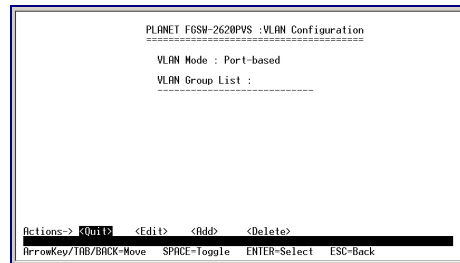 PLANET FGSW-2620PVS :VLAN Configuration
=======================================
VLAN Mode : Port-based
VLAN Group List :
----------------------------
Actions-> <Quit> <Edit> <Add> <Delete>
ArrowKey/TAB/BACK=Move SPACE=Toggle ENTER=Select ESC=Back